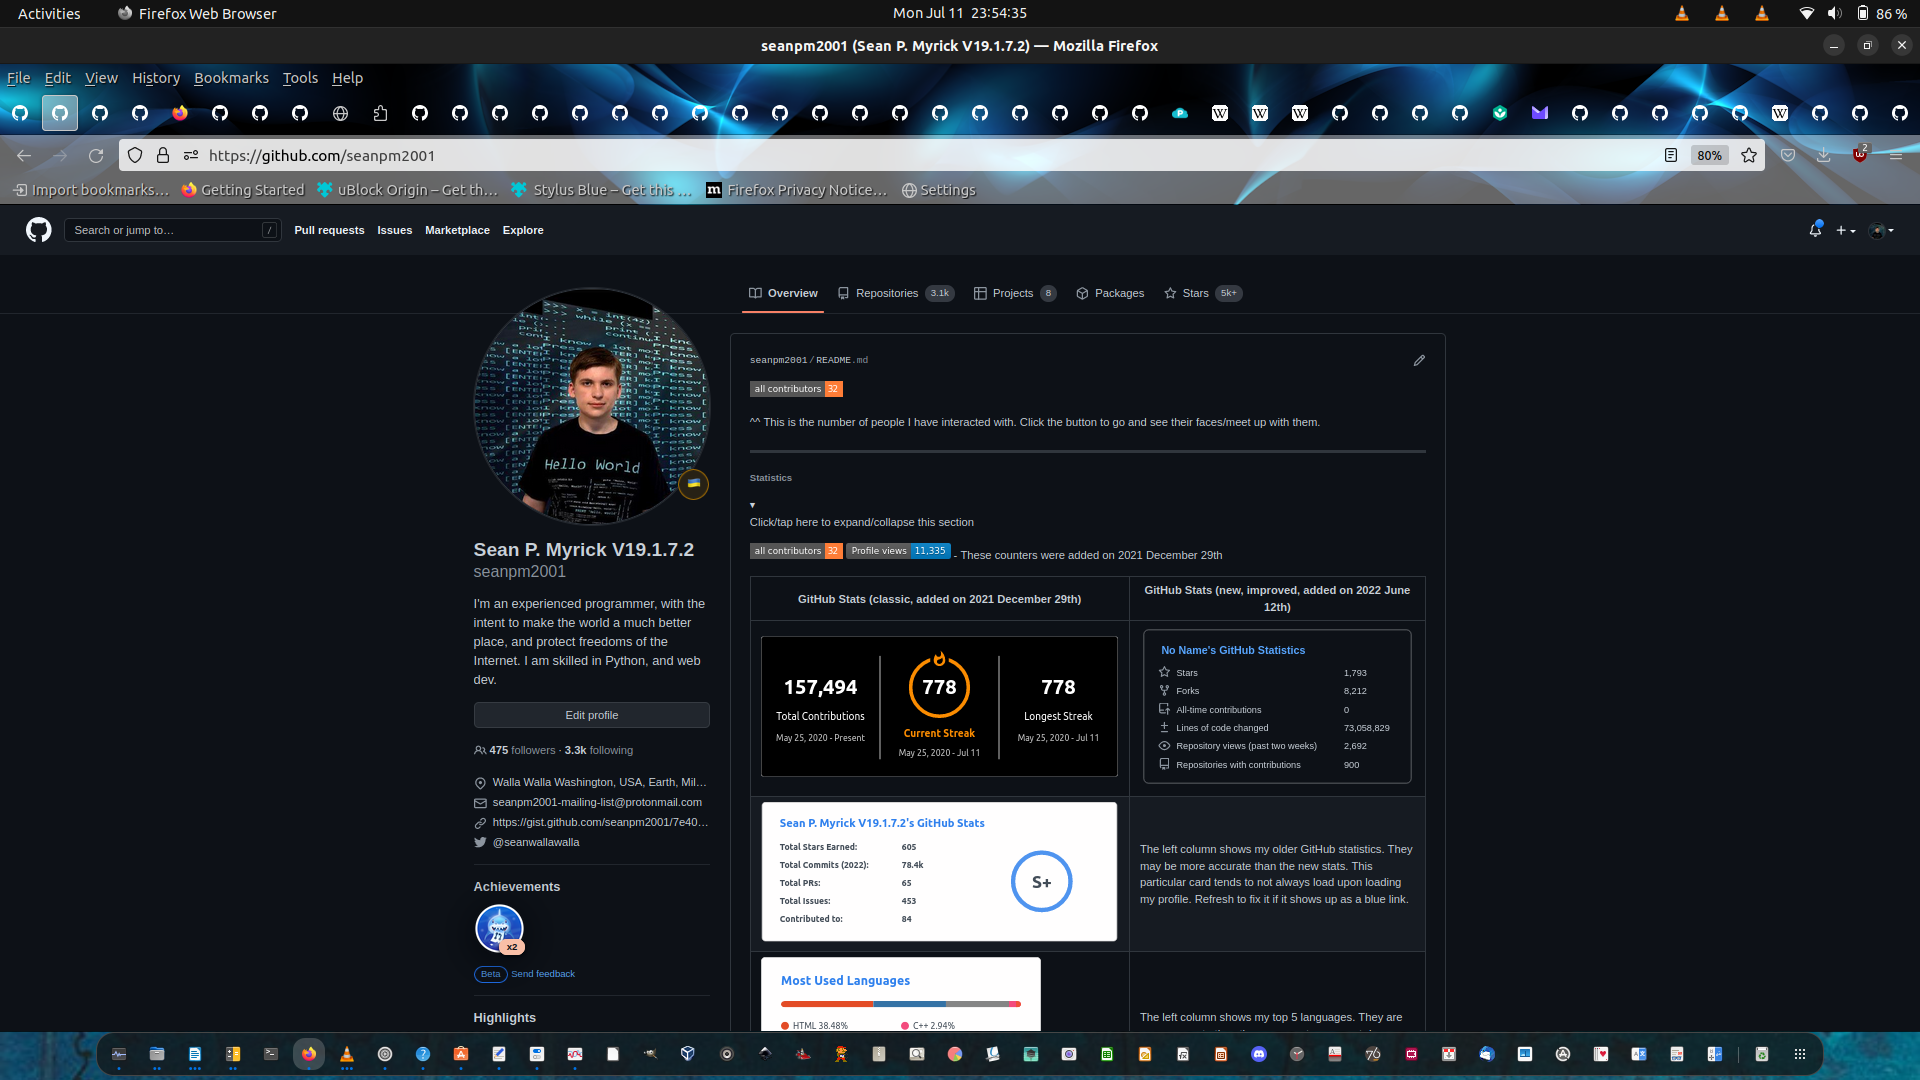 Activities
Firefox Web Browser
Mon Jul 11  23:54:35
86 %
seanpm2001 (Sean P. Myrick V19.1.7.2) — Mozilla Firefox
File Edit View History Bookmarks Tools Help
https://github.com/seanpm2001
80%
2
Import bookmarks… Getting Started uBlock Origin – Get th… Stylus Blue – Get this … Firefox Privacy Notice… Settings
Search or jump to… /
Pull requests Issues Marketplace Explore
Overview Repositories 3.1k Projects 8 Packages Stars 5k+
Hello World
Sean P. Myrick V19.1.7.2
seanpm2001
I'm an experienced programmer, with the
intent to make the world a much better
place, and protect freedoms of the
Internet. I am skilled in Python, and web
dev.
Edit profile
475 followers · 3.3k following
Walla Walla Washington, USA, Earth, Mil…
seanpm2001-mailing-list@protonmail.com
https://gist.github.com/seanpm2001/7e40…
@seanwallawalla
Achievements
x2
Beta Send feedback
Highlights
seanpm2001/README.md
all contributors 32
^^ This is the number of people I have interacted with. Click the button to go and see their faces/meet up with them.
Statistics
▾
Click/tap here to expand/collapse this section
all contributors 32 Profile views 11,335 - These counters were added on 2021 December 29th
GitHub Stats (classic, added on 2021 December 29th)
GitHub Stats (new, improved, added on 2022 June
12th)
157,494
Total Contributions
May 25, 2020 - Present
778
Current Streak
May 25, 2020 - Jul 11
778
Longest Streak
May 25, 2020 - Jul 11
No Name's GitHub Statistics
Stars 1,793
Forks 8,212
All-time contributions 0
Lines of code changed 73,058,829
Repository views (past two weeks) 2,692
Repositories with contributions 900
Sean P. Myrick V19.1.7.2's GitHub Stats
Total Stars Earned: 605
Total Commits (2022): 78.4k
Total PRs: 65
Total Issues: 453
Contributed to: 84
S+
The left column shows my older GitHub statistics. They
may be more accurate than the new stats. This
particular card tends to not always load upon loading
my profile. Refresh to fix it if it shows up as a blue link.
Most Used Languages
HTML 38.48%
C++ 2.94%
The left column shows my top 5 languages. They are